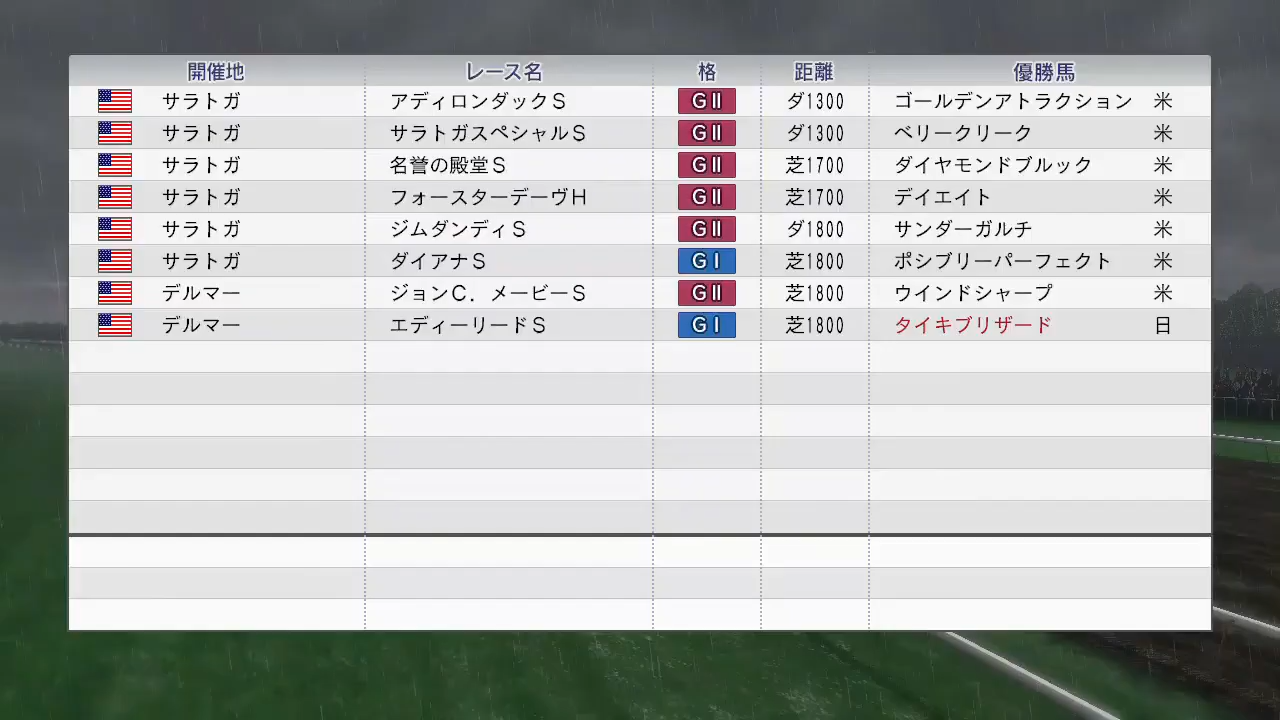 開催地 レース名 格 距離 優勝馬
サラトガ アディロンダックＳ GⅡ ダ1300 ゴールデンアトラクション 米
サラトガ サラトガスペシャルＳ GⅡ ダ1300 ベリークリーク 米
サラトガ 名誉の殿堂Ｓ GⅡ 芝1700 ダイヤモンドブルック 米
サラトガ フォースターデーヴＨ GⅡ 芝1700 デイエイト 米
サラトガ ジムダンディＳ GⅡ ダ1800 サンダーガルチ 米
サラトガ ダイアナＳ GⅠ 芝1800 ポシブリーパーフェクト 米
デルマー ジョンＣ．メービーＳ GⅡ 芝1800 ウインドシャープ 米
デルマー エディーリードＳ GⅠ 芝1800 タイキブリザード 日